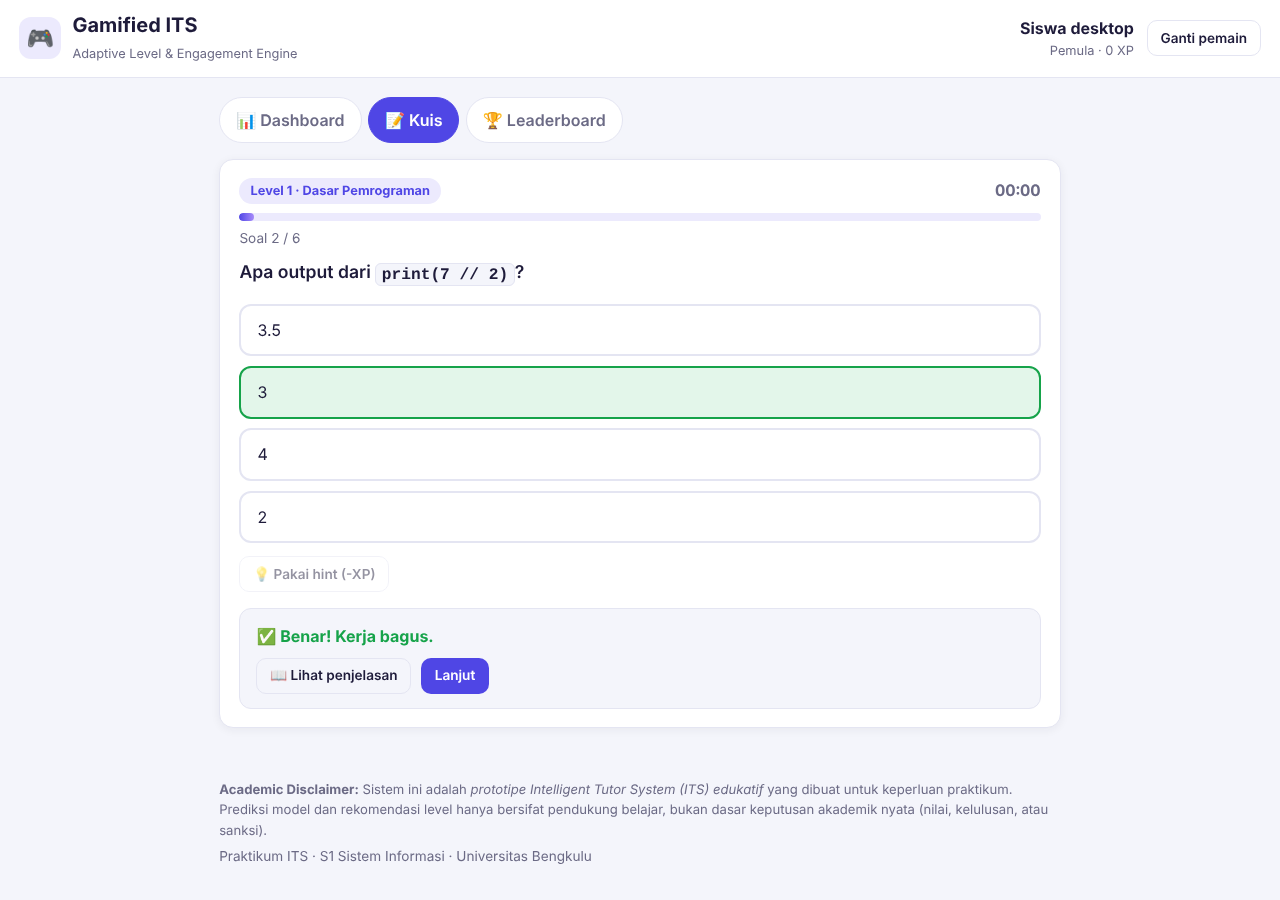 🎮 Gamified ITS
Adaptive Level & Engagement Engine
Siswa desktop
Pemula · 0 XP
Ganti pemain
📊 Dashboard
📝 Kuis
🏆 Leaderboard
Level 1 · Dasar Pemrograman
00:00
Soal 2 / 6
Apa output dari print(7 // 2)?
3.5
3
4
2
💡 Pakai hint (-XP)
✅ Benar! Kerja bagus.
📖 Lihat penjelasan
Lanjut
Academic Disclaimer: Sistem ini adalah prototipe Intelligent Tutor System (ITS) edukatif yang dibuat untuk keperluan praktikum.
Prediksi model dan rekomendasi level hanya bersifat pendukung belajar, bukan dasar keputusan akademik nyata (nilai, kelulusan, atau
sanksi).
Praktikum ITS · S1 Sistem Informasi · Universitas Bengkulu